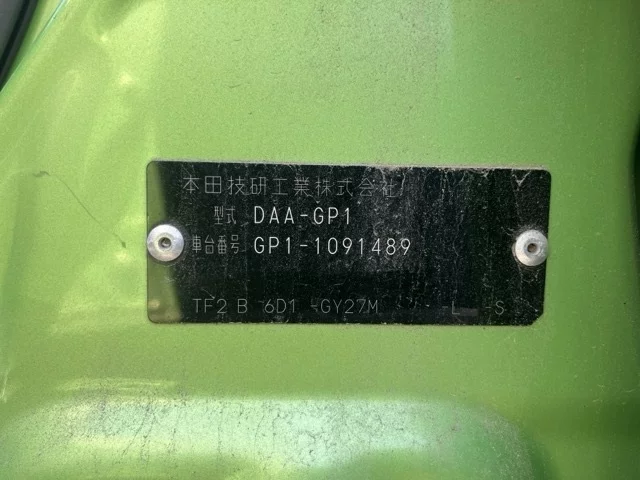 本田技研工業株式会社
型式 DAA-GP1
車台番号 GP1-1091489
TF2 B 6D1 -GY27M -L -S